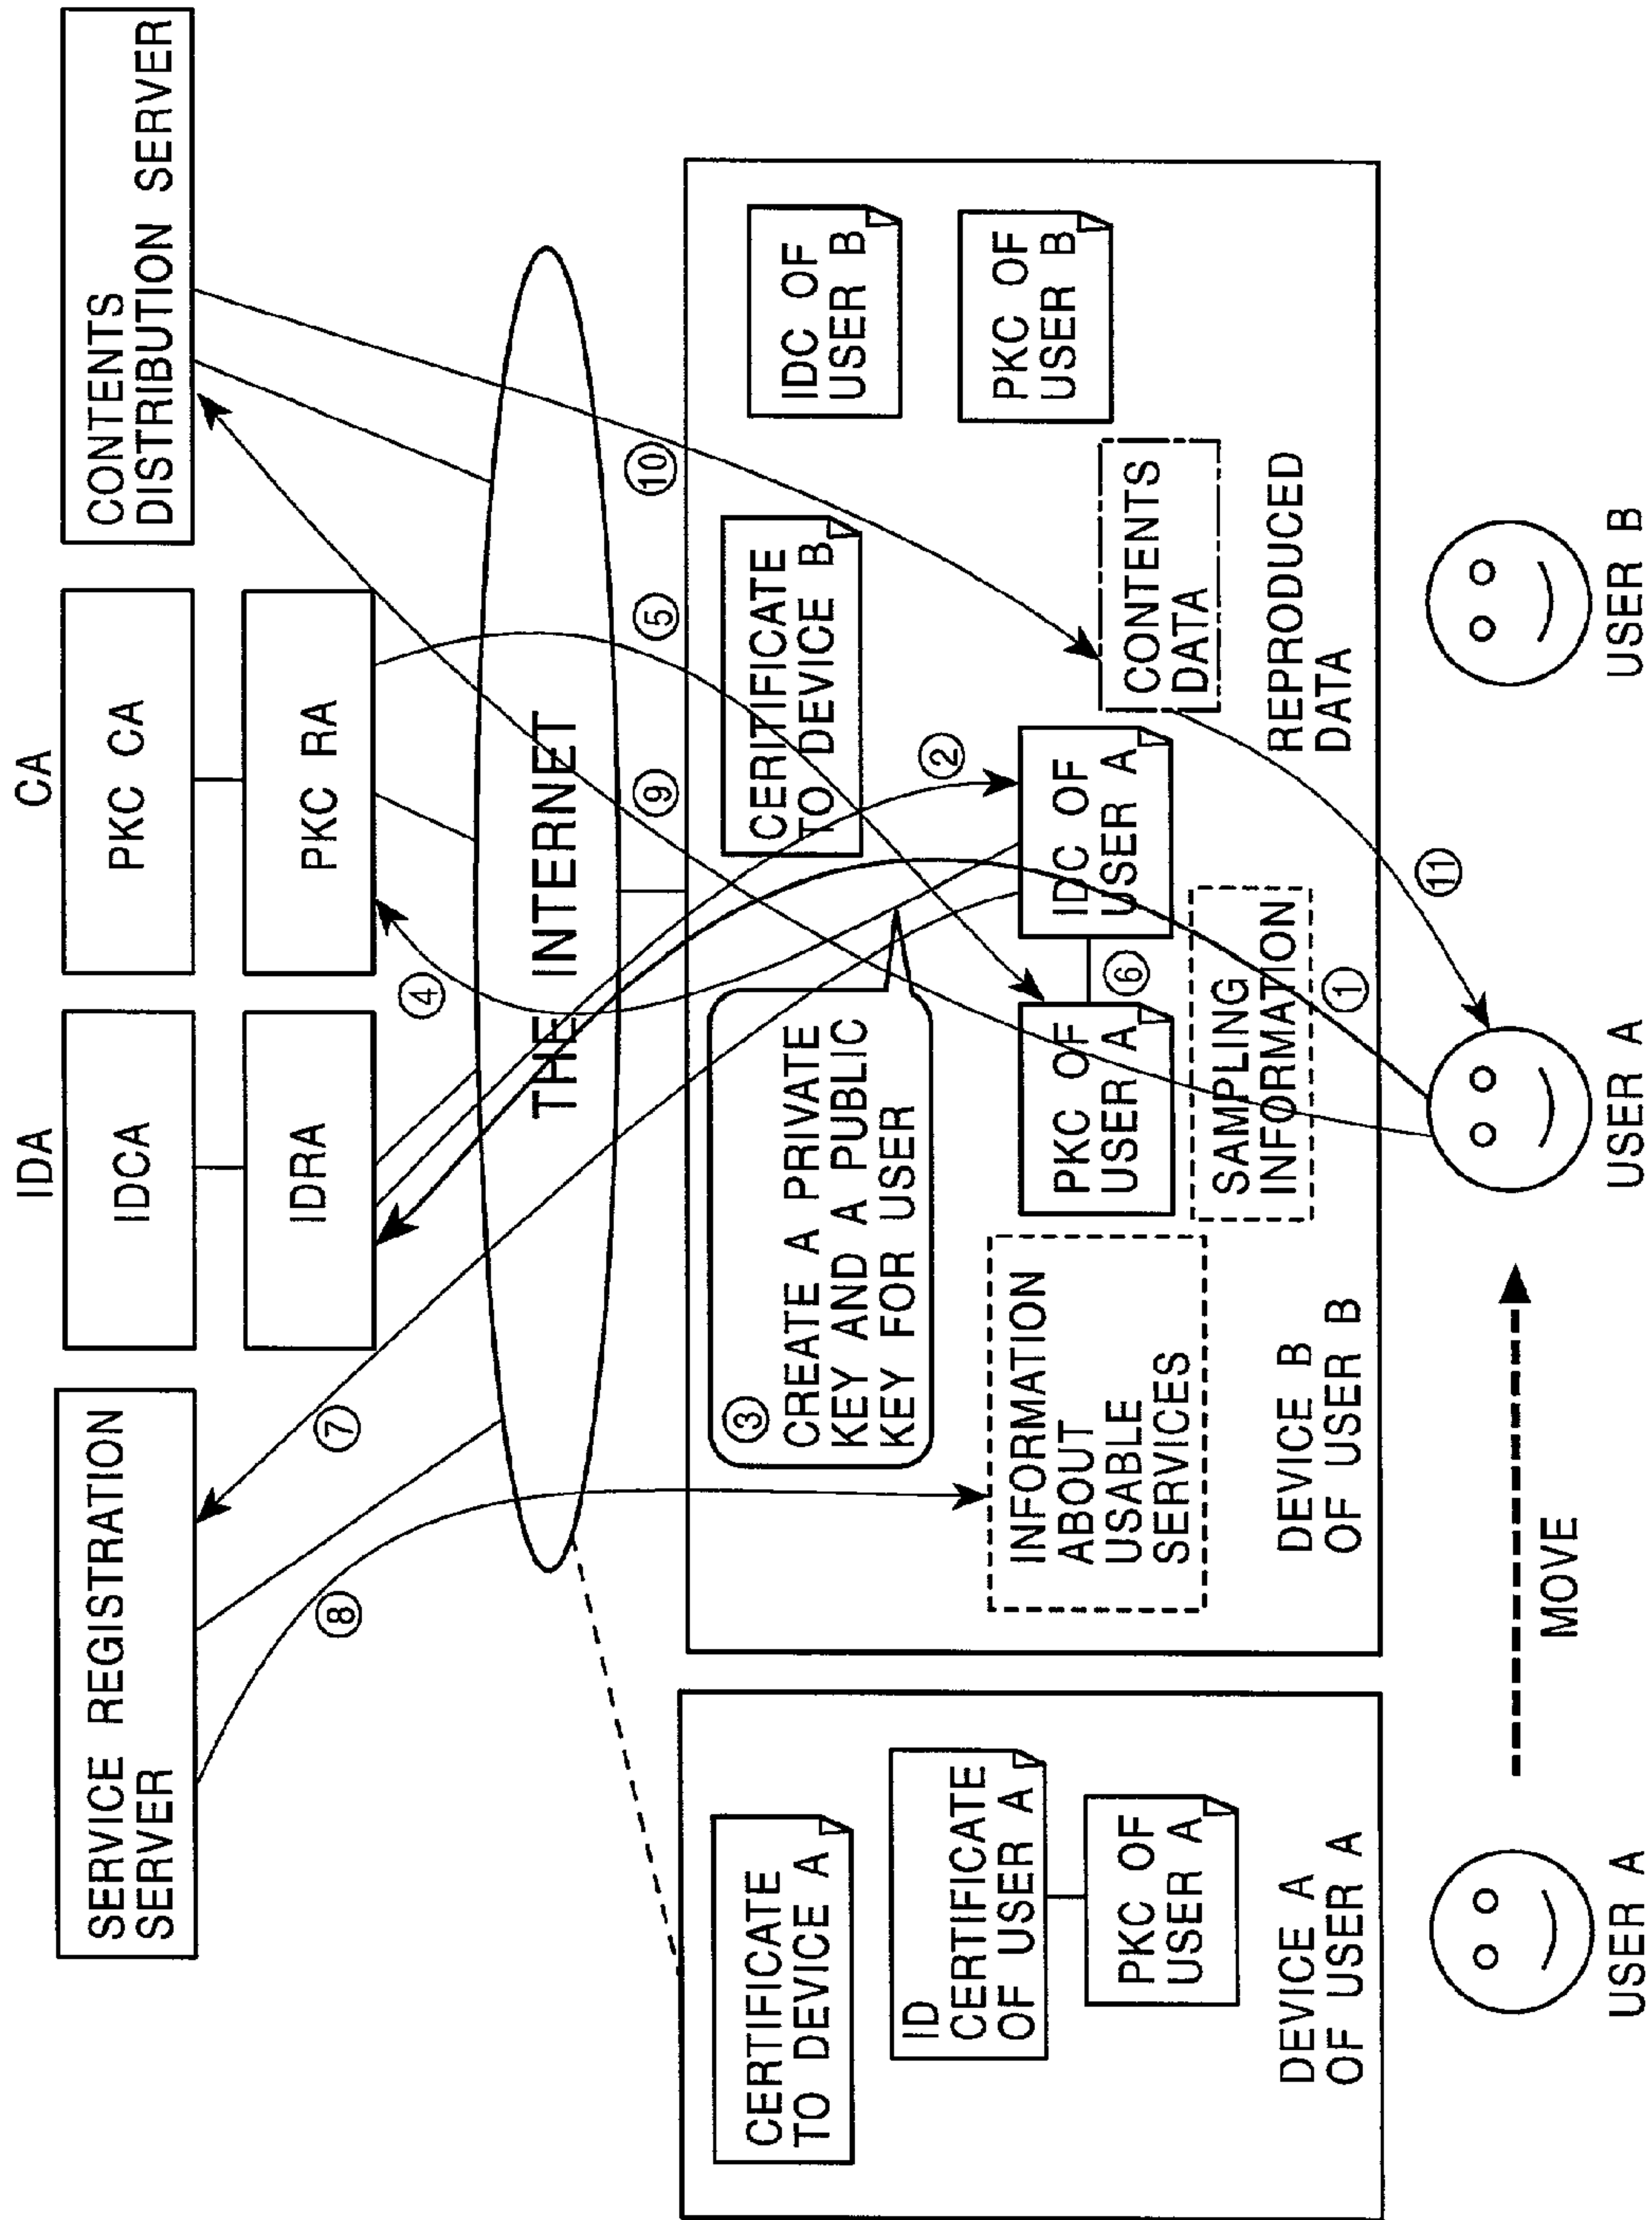 SERVICE REGISTRATION
SERVER
IDA
IDCA
IDRA
CA
PKC CA
PKC RA
CONTENTS
DISTRIBUTION SERVER
⑧
⑦
④
THE INTERNET
⑨
⑤
⑩
CERTIFICATE
TO DEVICE A
ID
CERTIFICATE
OF USER A
PKC OF
USER A
DEVICE A
OF USER A
③
CREATE A PRIVATE
KEY AND A PUBLIC
KEY FOR USER
CERITIFICATE
TO DEVICE B
IDC OF
USER B
PKC OF
USER B
②
INFORMATION
ABOUT
USABLE
SERVICES
PKC OF
USER A
⑥
IDC OF
USER A
CONTENTS
DATA
SAMPLING
INFORMATION
REPRODUCED
DATA
DEVICE B
OF USER B
①
⑪
USER A
MOVE
USER A
USER B